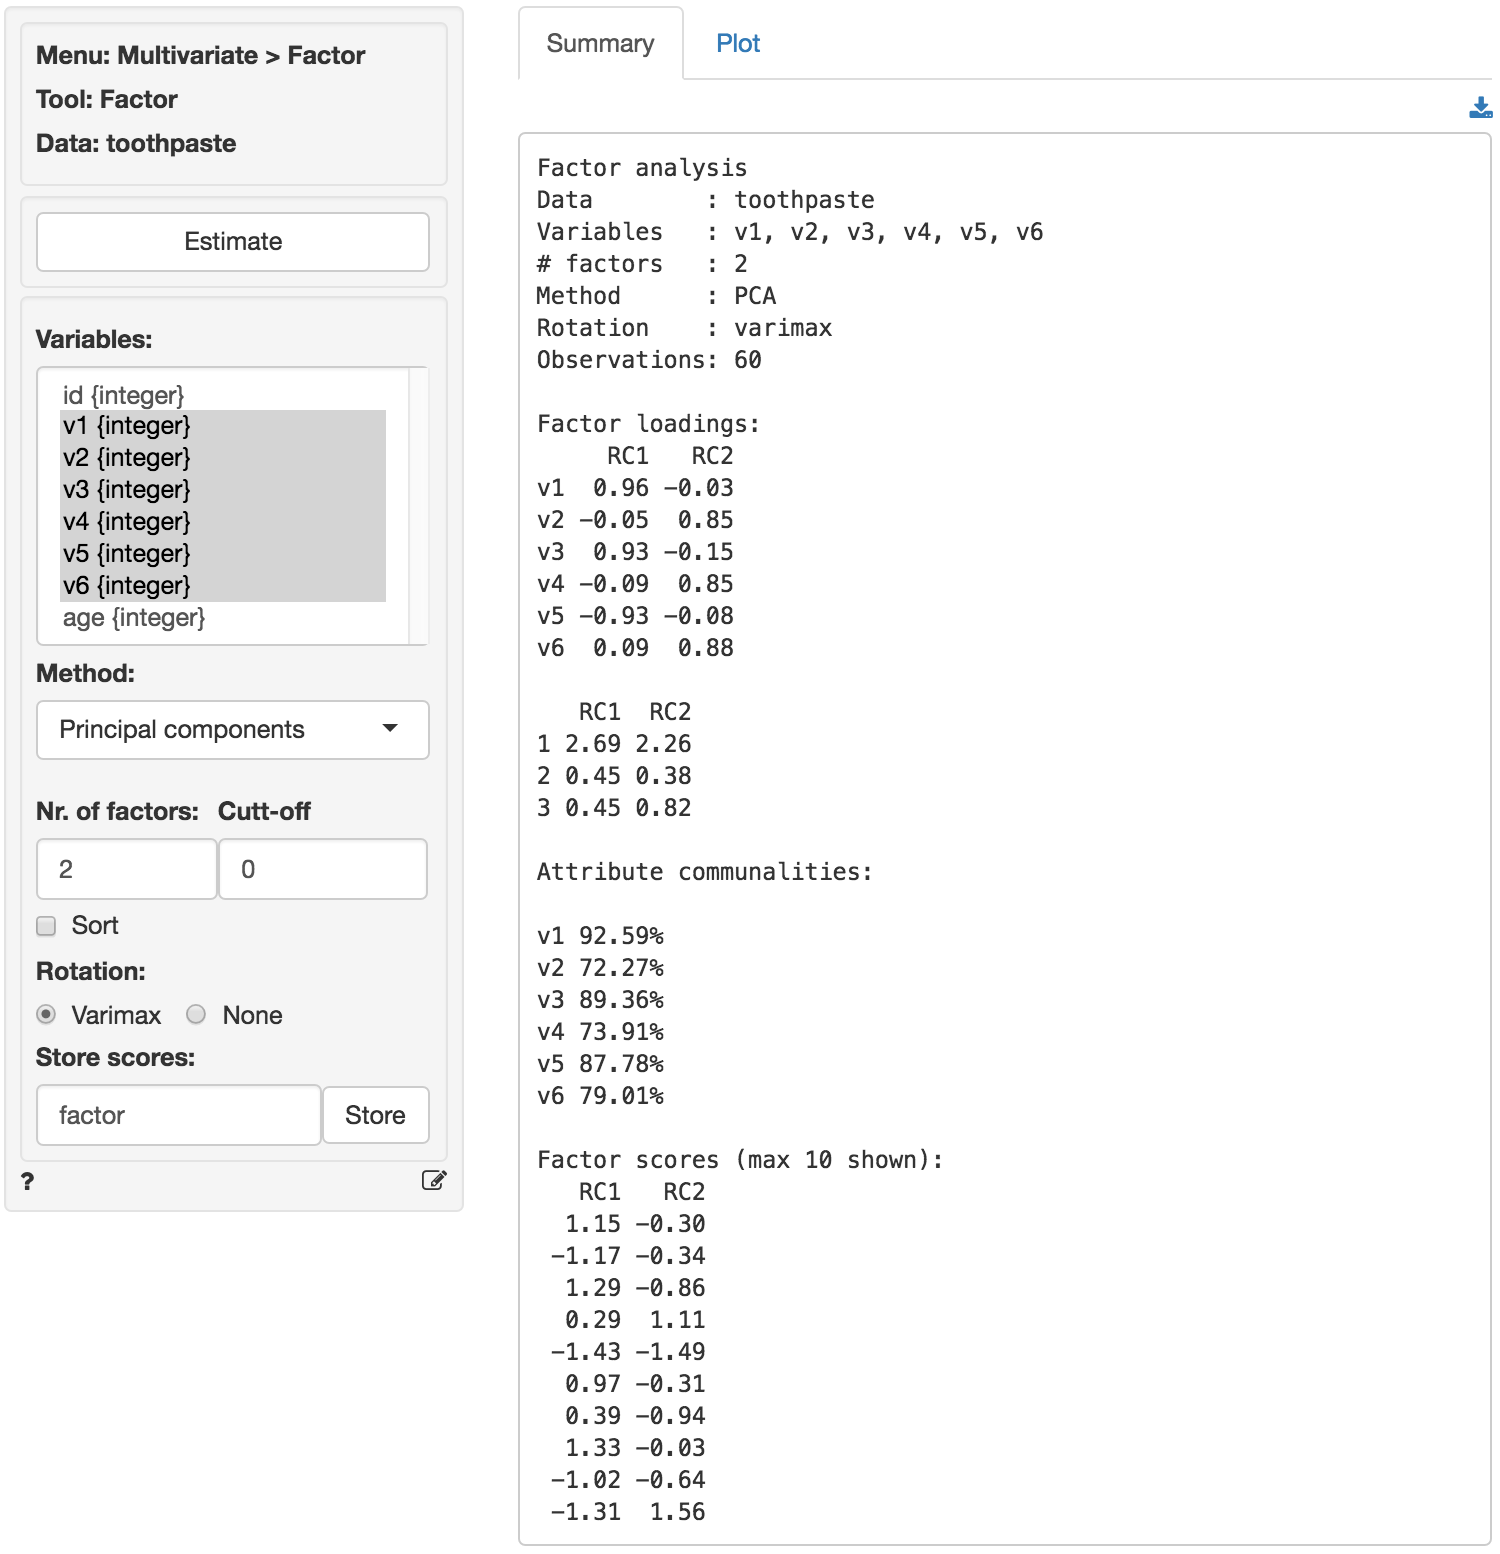 Menu: Multivariate > Factor
Tool: Factor
Data: toothpaste
Estimate
Variables:
id {integer}
v1 {integer}
v2 {integer}
v3 {integer}
v4 {integer}
v5 {integer}
v6 {integer}
age {integer}
Method:
Principal components
Nr. of factors: Cutt-off
2 0
Sort
Rotation:
Varimax None
Store scores:
factor Store
?
Summary Plot
Factor analysis
Data        : toothpaste
Variables   : v1, v2, v3, v4, v5, v6
# factors   : 2
Method      : PCA
Rotation    : varimax
Observations: 60
Factor loadings:
     RC1   RC2
v1  0.96 -0.03
v2 -0.05  0.85
v3  0.93 -0.15
v4 -0.09  0.85
v5 -0.93 -0.08
v6  0.09  0.88
   RC1  RC2
1 2.69 2.26
2 0.45 0.38
3 0.45 0.82
Attribute communalities:
v1 92.59%
v2 72.27%
v3 89.36%
v4 73.91%
v5 87.78%
v6 79.01%
Factor scores (max 10 shown):
   RC1   RC2
  1.15 -0.30
 -1.17 -0.34
  1.29 -0.86
  0.29  1.11
 -1.43 -1.49
  0.97 -0.31
  0.39 -0.94
  1.33 -0.03
 -1.02 -0.64
 -1.31  1.56